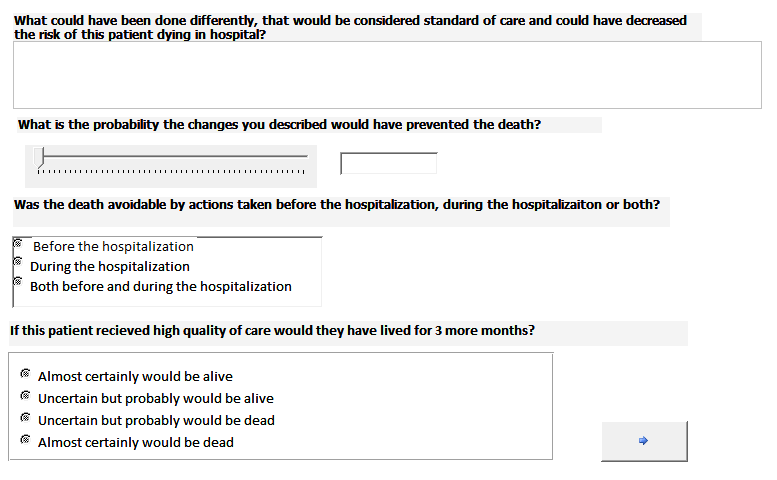 What could have been done differently, that would be considered standard of care and could have decreased
the risk of this patient dying in hospital?
What is the probability the changes you described would have prevented the death?
Was the death avoidable by actions taken before the hospitalization, during the hospitalizaiton or both?
Before the hospitalization
During the hospitalization
Both before and during the hospitalization
If this patient recieved high quality of care would they have lived for 3 more months?
Almost certainly would be alive
Uncertain but probably would be alive
Uncertain but probably would be dead
Almost certainly would be dead